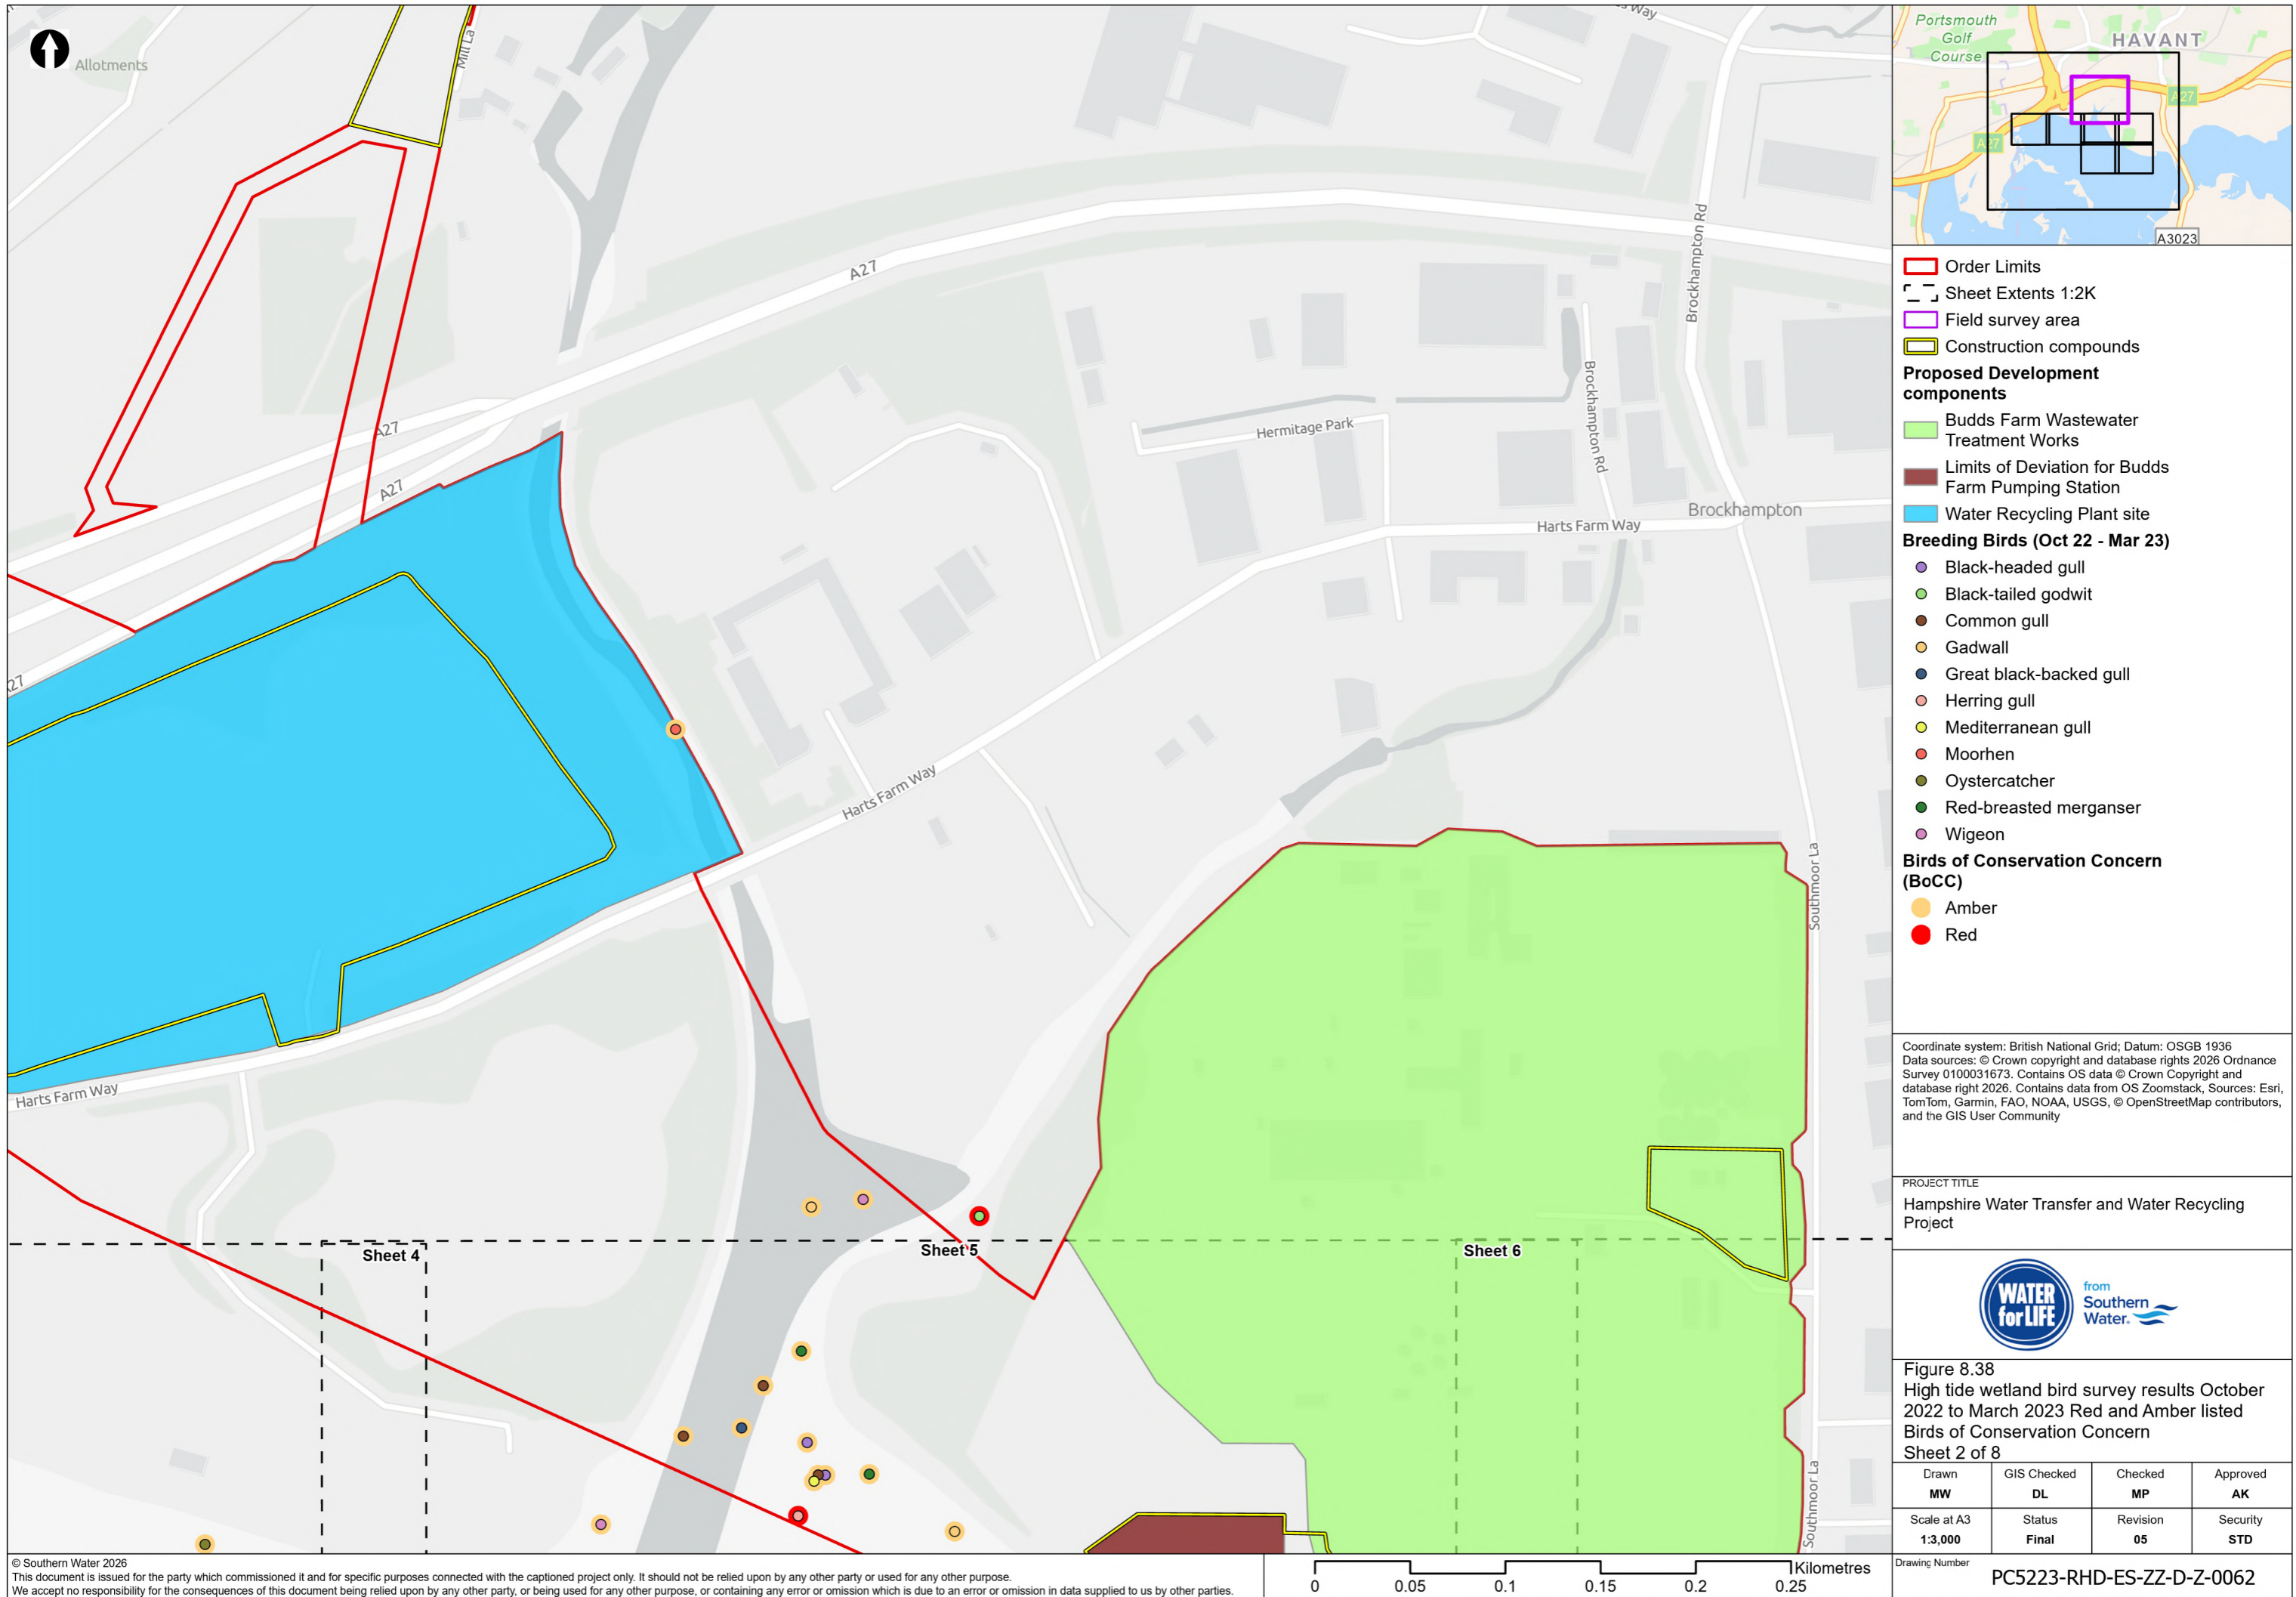 Allotments
Mill La
s Way
A27
Brockhampton Rd
Brockhampton Rd
Hermitage Park
A27
A27
Harts Farm Way
Brockhampton
A27
Harts Farm Way
Southmoor La
Harts Farm Way
Sheet 4
Sheet 5
Sheet 6
Southmoor La
Portsmouth
Golf
Course
HAVANT
A27
A27
A3023
Order Limits
Sheet Extents 1:2K
Field survey area
Construction compounds
Proposed Development
components
Budds Farm Wastewater
Treatment Works
Limits of Deviation for Budds
Farm Pumping Station
Water Recycling Plant site
Breeding Birds (Oct 22 - Mar 23)
Black-headed gull
Black-tailed godwit
Common gull
Gadwall
Great black-backed gull
Herring gull
Mediterranean gull
Moorhen
Oystercatcher
Red-breasted merganser
Wigeon
Birds of Conservation Concern
(BoCC)
Amber
Red
Coordinate system: British National Grid; Datum: OSGB 1936
Data sources: © Crown copyright and database rights 2026 Ordnance
Survey 0100031673. Contains OS data © Crown Copyright and
database right 2026. Contains data from OS Zoomstack, Sources: Esri,
TomTom, Garmin, FAO, NOAA, USGS, © OpenStreetMap contributors,
and the GIS User Community
PROJECT TITLE
Hampshire Water Transfer and Water Recycling
Project
WATER
for LIFE
from
Southern
Water.
Figure 8.38
High tide wetland bird survey results October
2022 to March 2023 Red and Amber listed
Birds of Conservation Concern
Sheet 2 of 8
Drawn GIS Checked Checked Approved
MW DL MP AK
Scale at A3 Status Revision Security
1:3,000 Final 05 STD
Drawing Number
PC5223-RHD-ES-ZZ-D-Z-0062
© Southern Water 2026
This document is issued for the party which commissioned it and for specific purposes connected with the captioned project only. It should not be relied upon by any other party or used for any other purpose.
We accept no responsibility for the consequences of this document being relied upon by any other party, or being used for any other purpose, or containing any error or omission which is due to an error or omission in data supplied to us by other parties.
Kilometres
0 0.05 0.1 0.15 0.2 0.25